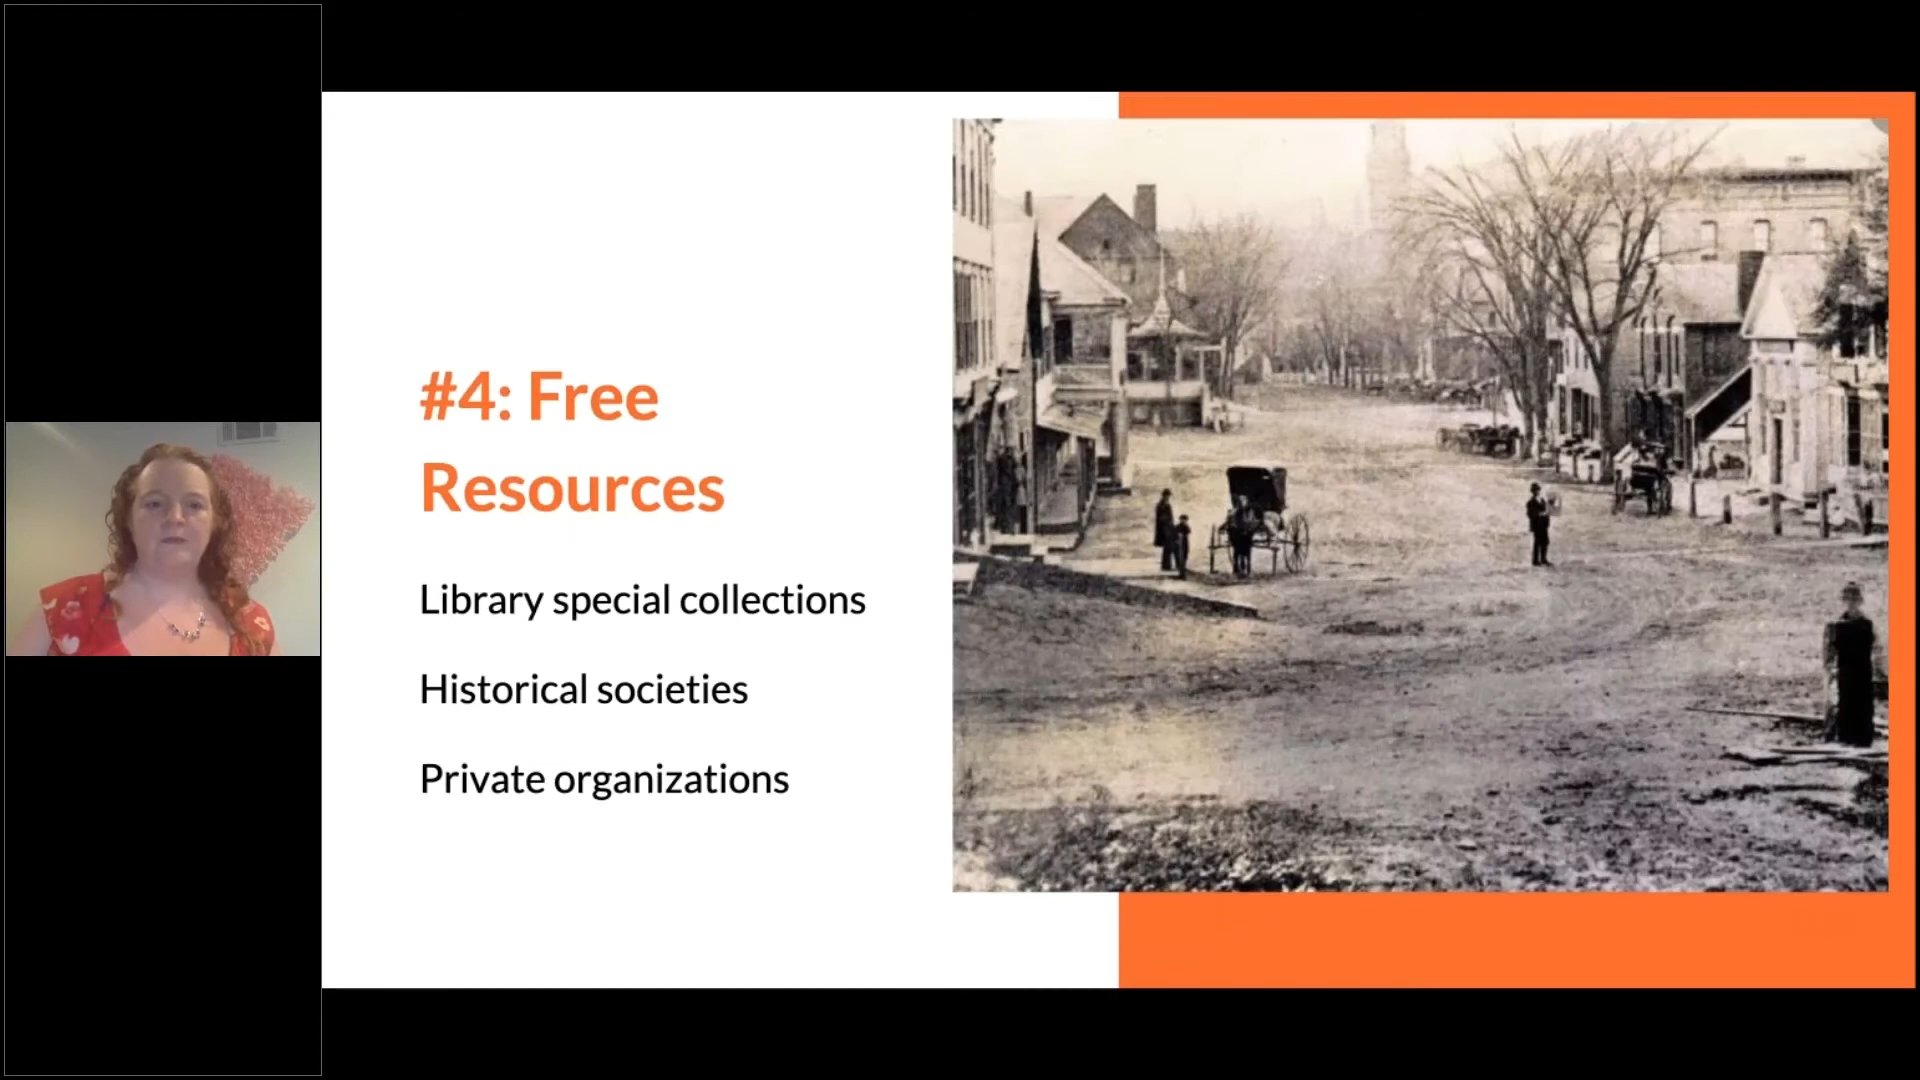 #4: Free
Resources
Library special collections
Historical societies
Private organizations